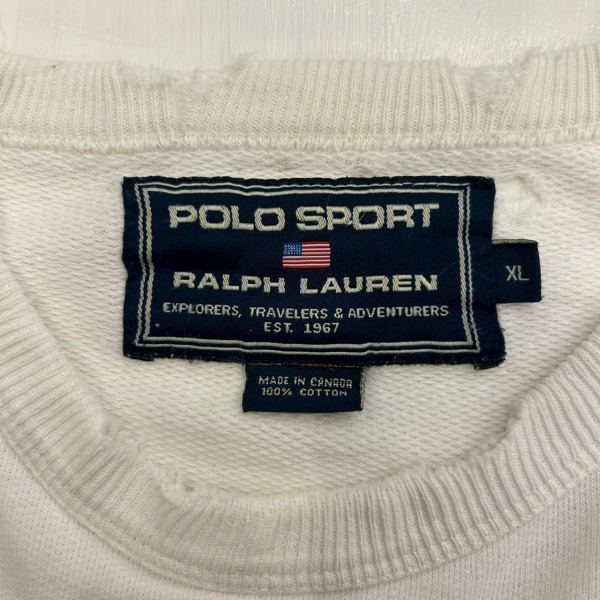 POLO SPORT
RALPH LAUREN
EXPLORERS, TRAVELERS & ADVENTURERS
EST. 1967
XL
MADE IN CANADA
100% COTTON